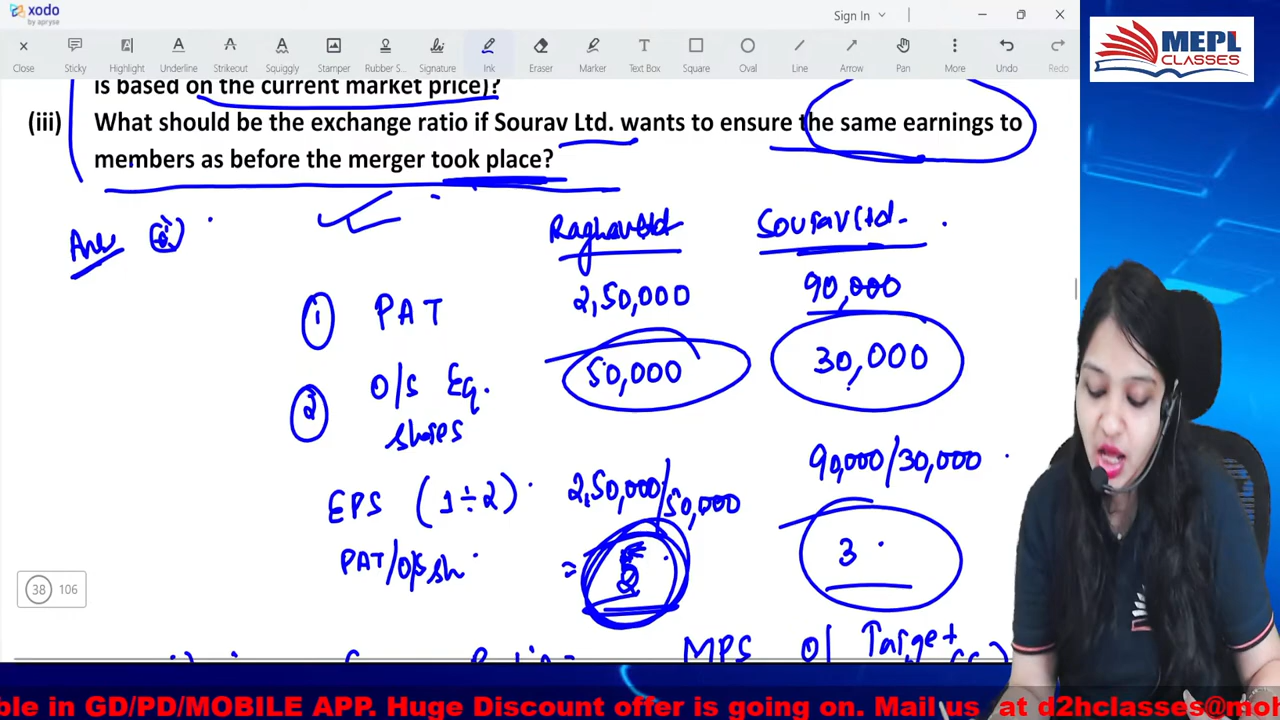 xodo
by apryse
Sign In
Close
Sticky
Highlight
Underline
Strikeout
Squiggly
Stamper
Rubber S..
Signature
Ink
Eraser
Marker
Text Box
Square
Oval
Line
Arrow
Pan
More
Undo
Redo
MEPL
CLASSES
is based on the current market price)?
(iii) What should be the exchange ratio if Sourav Ltd. wants to ensure the same earnings to
members as before the merger took place?
Ans
Raghav Ltd Sourav Ltd.
1 PAT 2,50,000 90,000
2 O/S Eq. shares 50,000 30,000
EPS (1÷2) 2,50,000/50,000 90,000/30,000
PAT/O/S sh = 5 3
MPS of Target
38 106
ble in GD/PD/MOBILE APP. Huge Discount offer is going on. Mail us at d2hclasses@mo